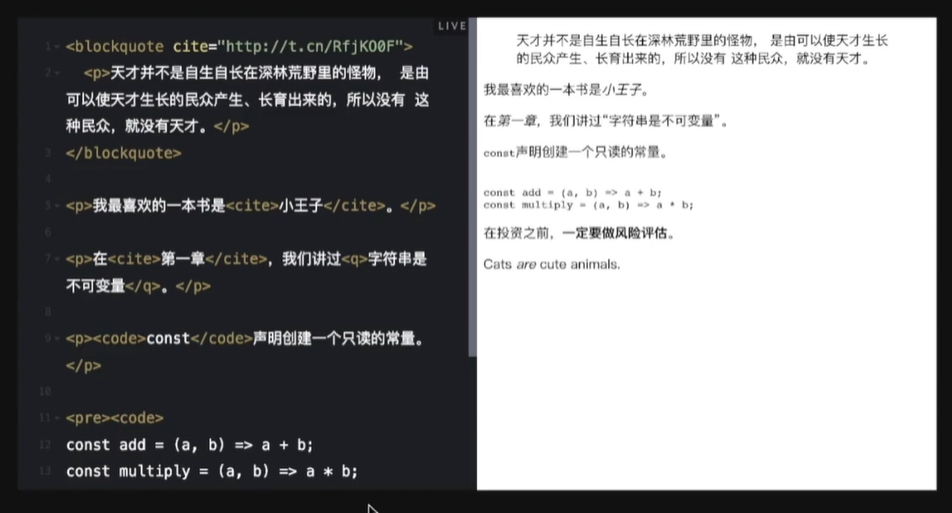 LIVE
1 <blockquote cite="http://t.cn/RfjKO0F">
2 <p>天才并不是自生自长在深林荒野里的怪物， 是由
可以使天才生长的民众产生、长育出来的，所以没有 这
种民众，就没有天才。</p>
3 </blockquote>
4
5 <p>我最喜欢的一本书是<cite>小王子</cite>。</p>
6
7 <p>在<cite>第一章</cite>，我们讲过<q>字符串是
不可变量</q>。</p>
8
9 <p><code>const</code>声明创建一个只读的常量。
</p>
10
11 <pre><code>
12 const add = (a, b) => a + b;
13 const multiply = (a, b) => a * b;
天才并不是自生自长在深林荒野里的怪物， 是由可以使天才生长
的民众产生、长育出来的，所以没有 这种民众，就没有天才。
我最喜欢的一本书是小王子。
在第一章，我们讲过“字符串是不可变量”。
const声明创建一个只读的常量。
const add = (a, b) => a + b;
const multiply = (a, b) => a * b;
在投资之前，一定要做风险评估。
Cats are cute animals.